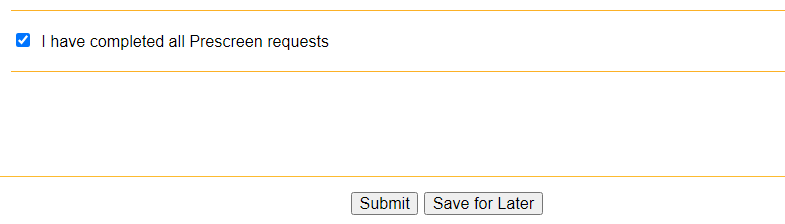 I have completed all Prescreen requests
Submit Save for Later